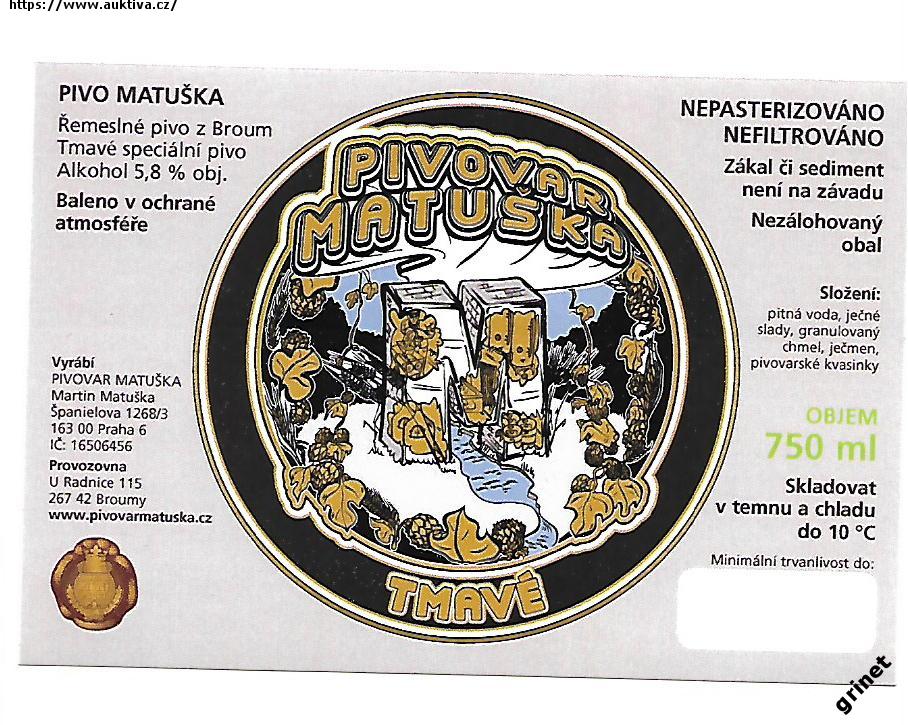 https://www.auktiva.cz/
PIVO MATUŠKA
Řemeslné pivo z Broum
Tmavé speciální pivo
Alkohol 5,8 % obj.
Baleno v ochrané
atmosféře
Vyrábí
PIVOVAR MATUŠKA
Martin Matuška
Španielova 1268/3
163 00 Praha 6
IČ: 16506456
Provozovna
U Radnice 115
267 42 Broumy
www.pivovarmatuska.cz
PIVOVAR
MATUŠKA
TMAVÉ
NEPASTERIZOVÁNO
NEFILTROVÁNO
Zákal či sediment
není na závadu
Nezálohovaný
obal
Složení:
pitná voda, ječné
slady, granulovaný
chmel, ječmen,
pivovarské kvasinky
OBJEM
750 ml
Skladovat
v temnu a chladu
do 10 °C
Minimální trvanlivost do:
grinet